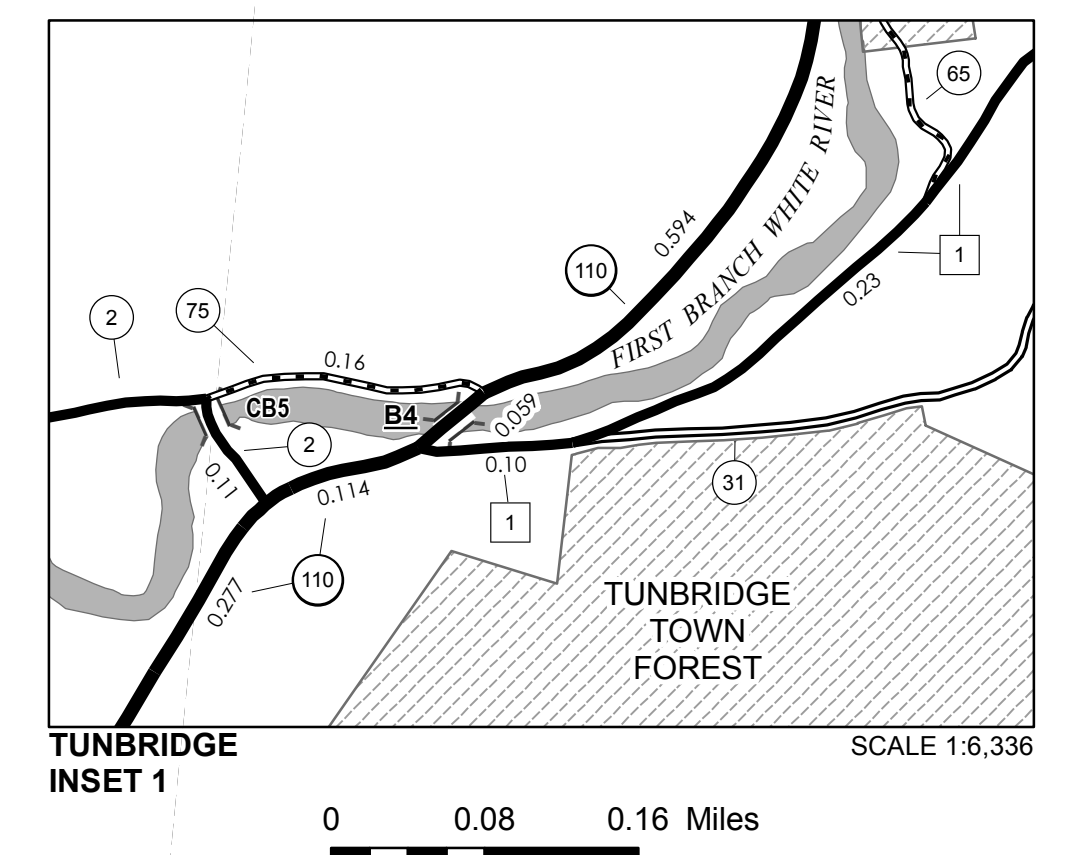 65
FIRST BRANCH WHITE RIVER
0.594
110
1
0.23
2
75
0.16
CB5
B4
0.059
2
0.11
0.10
0.114
31
1
110
0.277
TUNBRIDGE
TOWN
FOREST
TUNBRIDGE
INSET 1
SCALE 1:6,336
0 0.08 0.16 Miles